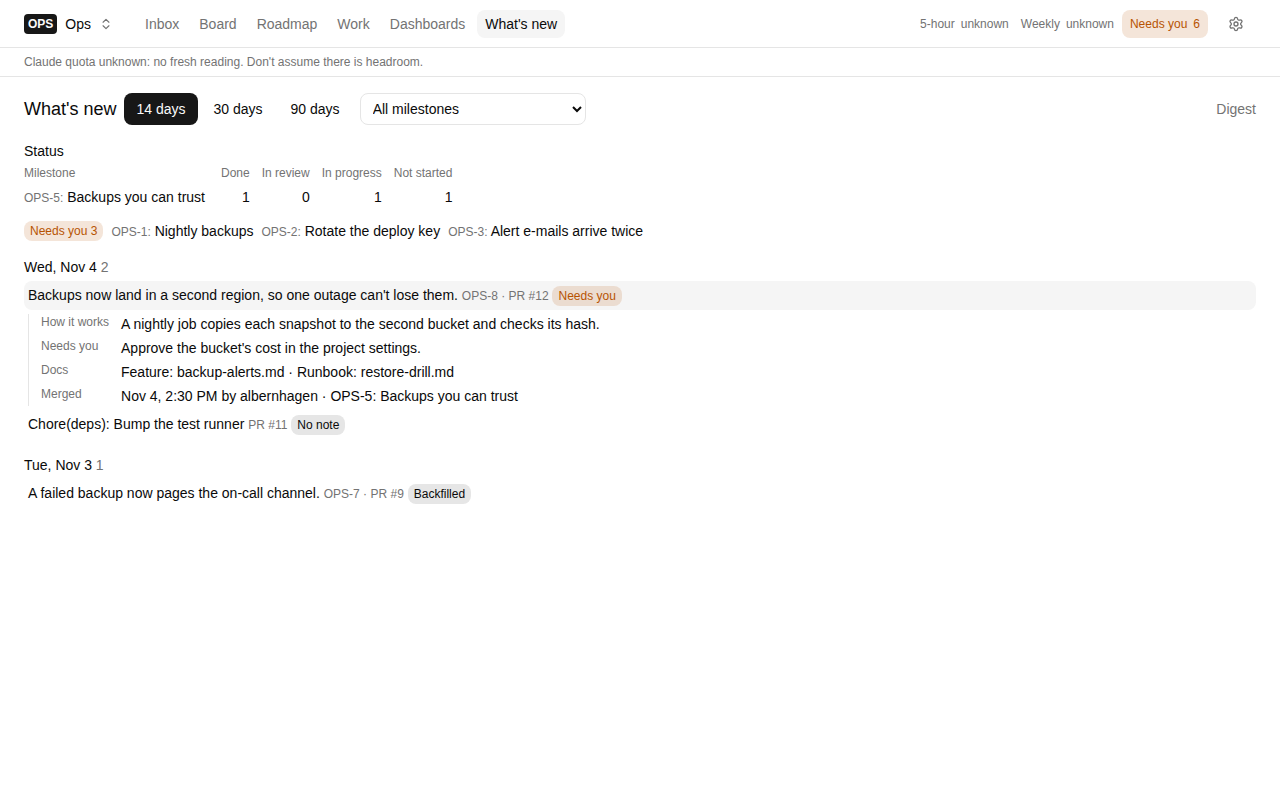 OPS Ops Inbox Board Roadmap Work Dashboards What's new 5-hour unknown Weekly unknown Needs you 6
Claude quota unknown: no fresh reading. Don't assume there is headroom.
What's new 14 days 30 days 90 days All milestones Digest
Status
Milestone Done In review In progress Not started
OPS-5: Backups you can trust 1 0 1 1
Needs you 3 OPS-1: Nightly backups OPS-2: Rotate the deploy key OPS-3: Alert e-mails arrive twice
Wed, Nov 4 2
Backups now land in a second region, so one outage can't lose them. OPS-8 · PR #12 Needs you
How it works A nightly job copies each snapshot to the second bucket and checks its hash.
Needs you Approve the bucket's cost in the project settings.
Docs Feature: backup-alerts.md · Runbook: restore-drill.md
Merged Nov 4, 2:30 PM by albernhagen · OPS-5: Backups you can trust
Chore(deps): Bump the test runner PR #11 No note
Tue, Nov 3 1
A failed backup now pages the on-call channel. OPS-7 · PR #9 Backfilled